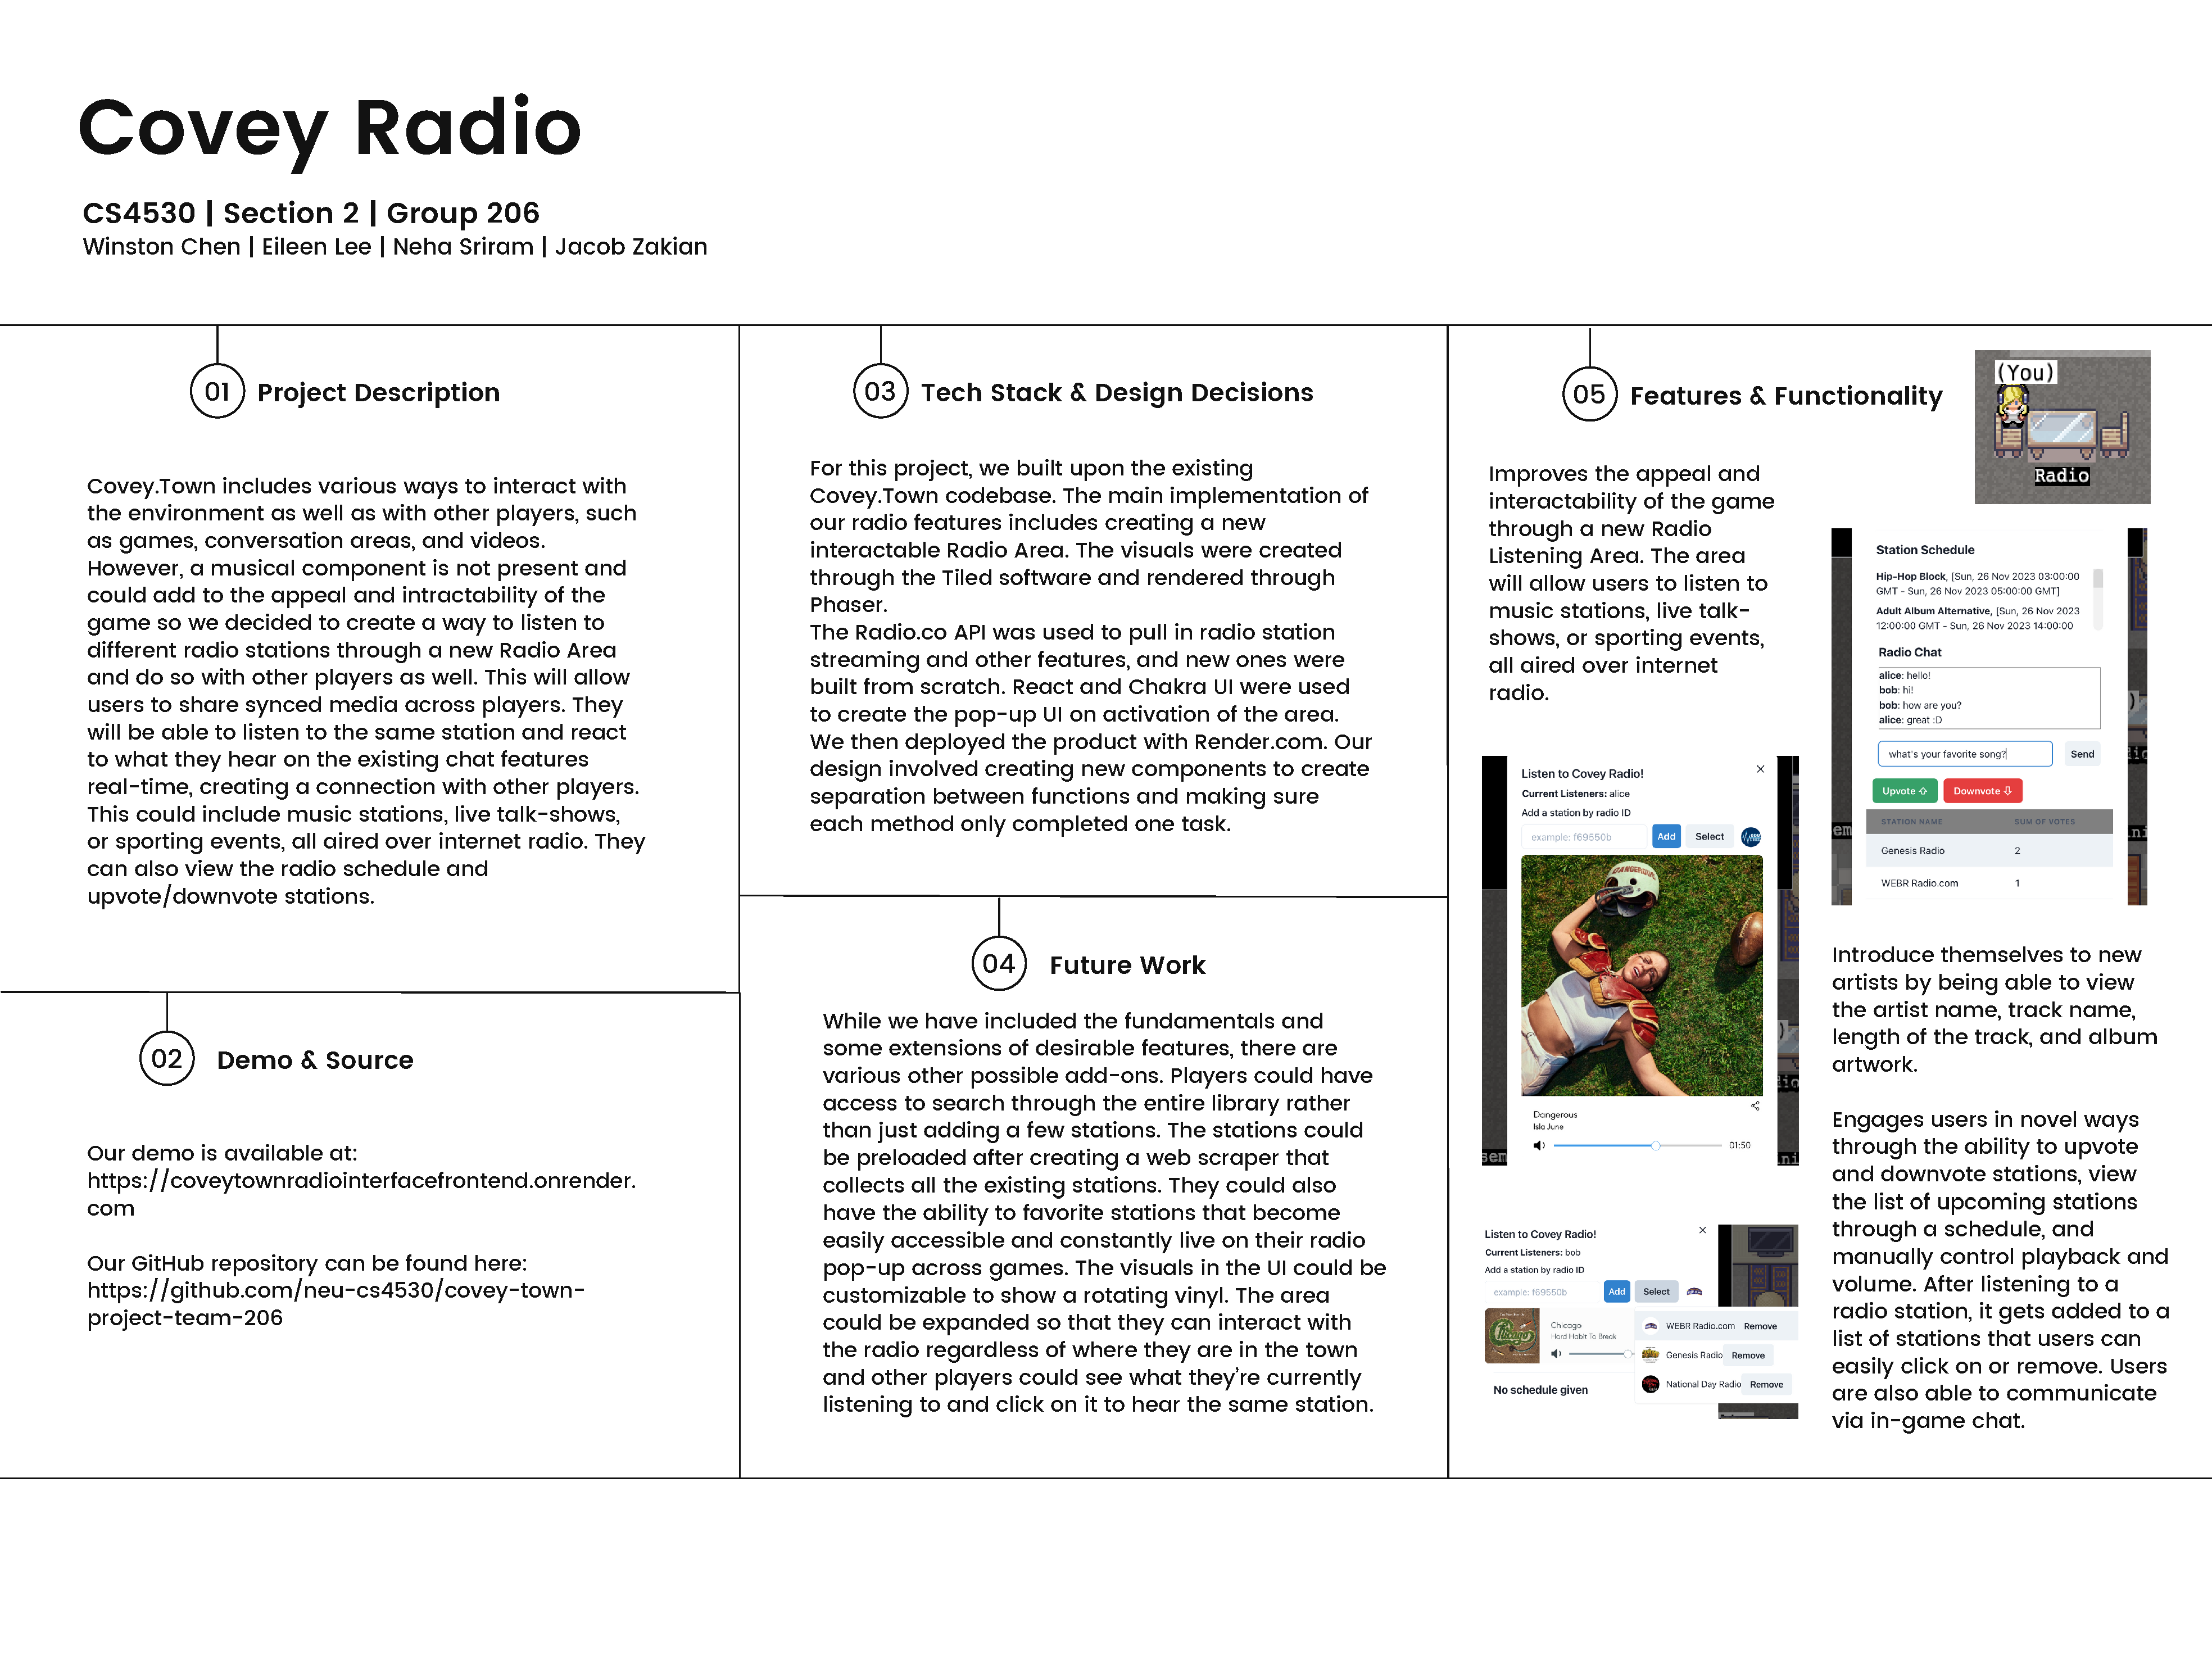 Covey Radio
CS4530 | Section 2 | Group 206
Winston Chen | Eileen Lee | Neha Sriram | Jacob Zakian
01 Project Description
Covey.Town includes various ways to interact with
the environment as well as with other players, such
as games, conversation areas, and videos.
However, a musical component is not present and
could add to the appeal and intractability of the
game so we decided to create a way to listen to
different radio stations through a new Radio Area
and do so with other players as well. This will allow
users to share synced media across players. They
will be able to listen to the same station and react
to what they hear on the existing chat features
real-time, creating a connection with other players.
This could include music stations, live talk-shows,
or sporting events, all aired over internet radio. They
can also view the radio schedule and
upvote/downvote stations.
02 Demo & Source
Our demo is available at:
https://coveytownradiointerfacefrontend.onrender.
com
Our GitHub repository can be found here:
https://github.com/neu-cs4530/covey-town-
project-team-206
03 Tech Stack & Design Decisions
For this project, we built upon the existing
Covey.Town codebase. The main implementation of
our radio features includes creating a new
interactable Radio Area. The visuals were created
through the Tiled software and rendered through
Phaser.
The Radio.co API was used to pull in radio station
streaming and other features, and new ones were
built from scratch. React and Chakra UI were used
to create the pop-up UI on activation of the area.
We then deployed the product with Render.com. Our
design involved creating new components to create
separation between functions and making sure
each method only completed one task.
04 Future Work
While we have included the fundamentals and
some extensions of desirable features, there are
various other possible add-ons. Players could have
access to search through the entire library rather
than just adding a few stations. The stations could
be preloaded after creating a web scraper that
collects all the existing stations. They could also
have the ability to favorite stations that become
easily accessible and constantly live on their radio
pop-up across games. The visuals in the UI could be
customizable to show a rotating vinyl. The area
could be expanded so that they can interact with
the radio regardless of where they are in the town
and other players could see what they’re currently
listening to and click on it to hear the same station.
05 Features & Functionality
(You)
Radio
Improves the appeal and
interactability of the game
through a new Radio
Listening Area. The area
will allow users to listen to
music stations, live talk-
shows, or sporting events,
all aired over internet
radio.
Station Schedule
Hip-Hop Block, [Sun, 26 Nov 2023 03:00:00
GMT - Sun, 26 Nov 2023 05:00:00 GMT]
Adult Album Alternative, [Sun, 26 Nov 2023
12:00:00 GMT - Sun, 26 Nov 2023 14:00:00
Radio Chat
alice: hello!
bob: hi!
bob: how are you?
alice: great :D
what's your favorite song?
Send
Upvote Downvote
STATION NAME SUM OF VOTES
Genesis Radio 2
WEBR Radio.com 1
Listen to Covey Radio!
Current Listeners: alice
Add a station by radio ID
example: f69550b Add Select
DANGEROUS
Dangerous
Isla June
01:50
Listen to Covey Radio!
Current Listeners: bob
Add a station by radio ID
example: f69550b Add Select
Chicago
Chicago
Hard Habit To Break
WEBR Radio.com Remove
Genesis Radio Remove
National Day Radio Remove
No schedule given
Introduce themselves to new
artists by being able to view
the artist name, track name,
length of the track, and album
artwork.
Engages users in novel ways
through the ability to upvote
and downvote stations, view
the list of upcoming stations
through a schedule, and
manually control playback and
volume. After listening to a
radio station, it gets added to a
list of stations that users can
easily click on or remove. Users
are also able to communicate
via in-game chat.